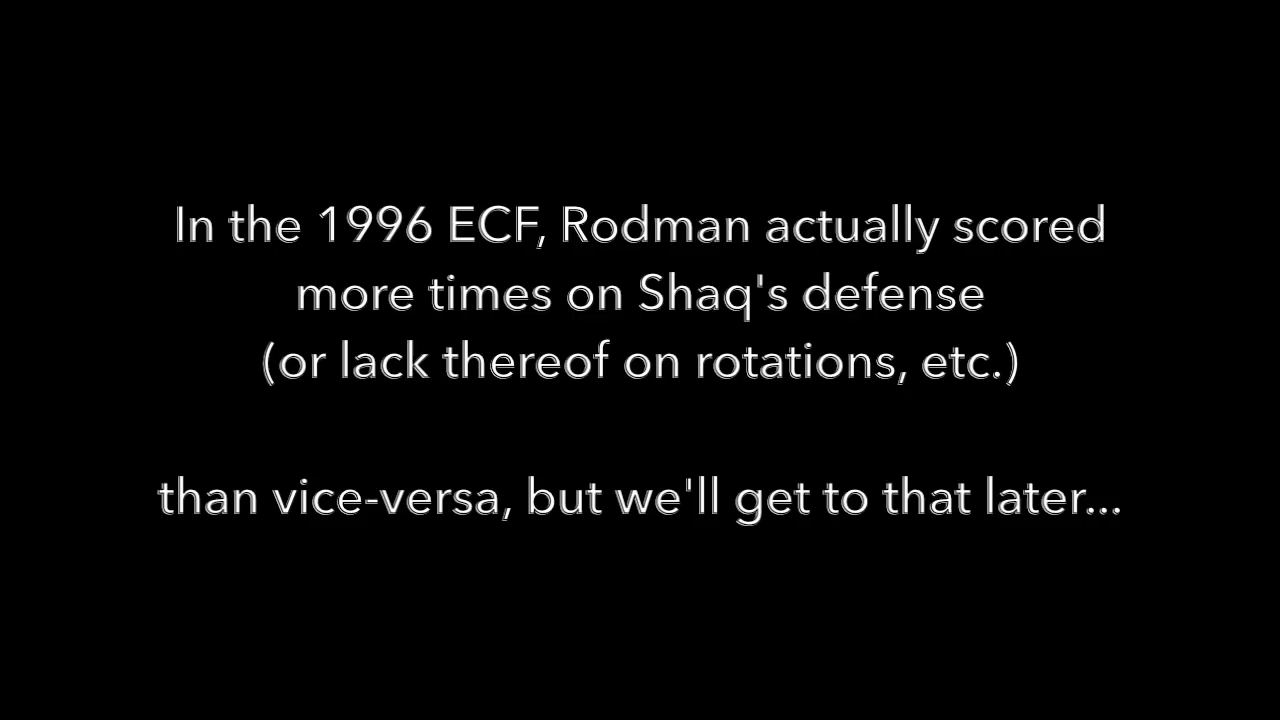 In the 1996 ECF, Rodman actually scored
more times on Shaq's defense
(or lack thereof on rotations, etc.)
than vice-versa, but we'll get to that later...